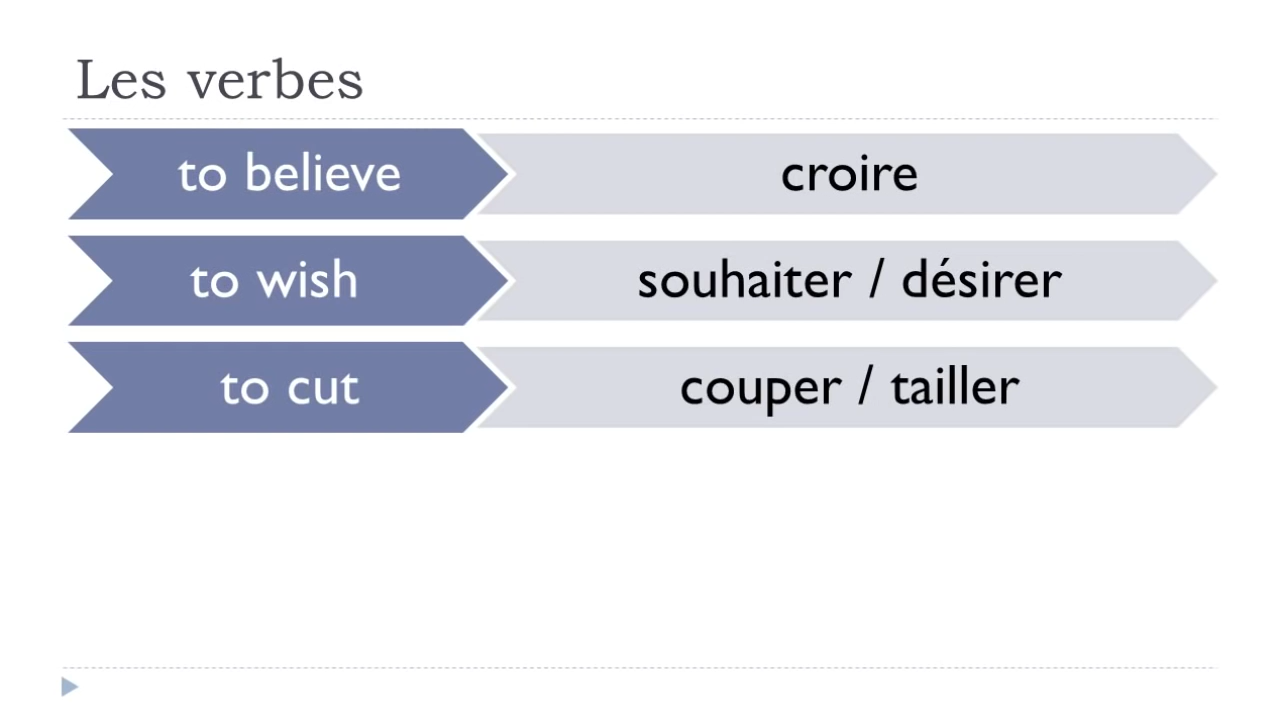 Les verbes
to believe
croire
to wish
souhaiter / désirer
to cut
couper / tailler